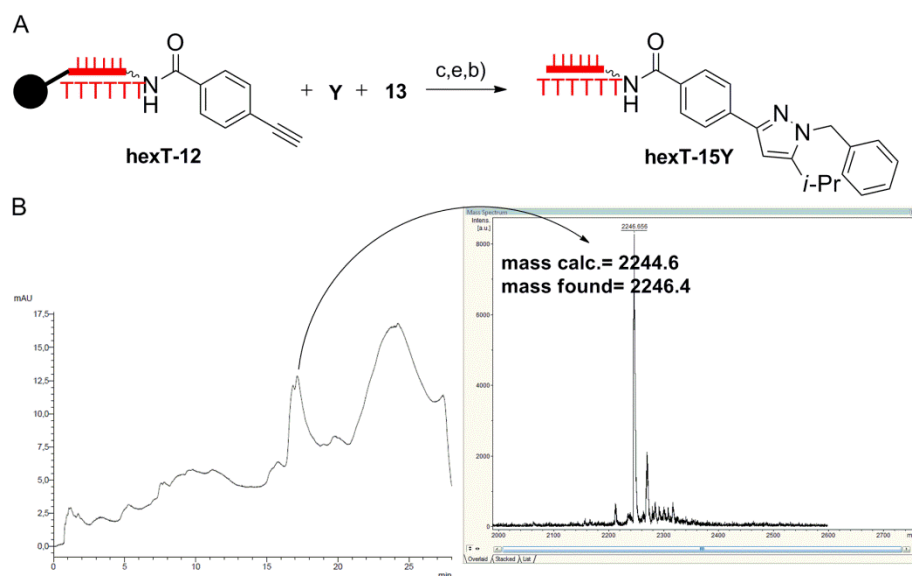 A
O
N
H
T T T T T
hexT-12
+ Y + 13
c,e,b)
O
N
H
T T T T T
N
N
i-Pr
hexT-15Y
B
mAU
17,5
15,0
12,5
10,0
7,5
5,0
2,5
0,0
0 5 10 15 20 25
min
Mass Spectrum
Intens.
[a.u.]
8000
6000
4000
2000
0
2246.656
mass calc.= 2244.6
mass found= 2246.4
2000 2100 2200 2300 2400 2500 2600 2700
m
Overlaid Stacked List